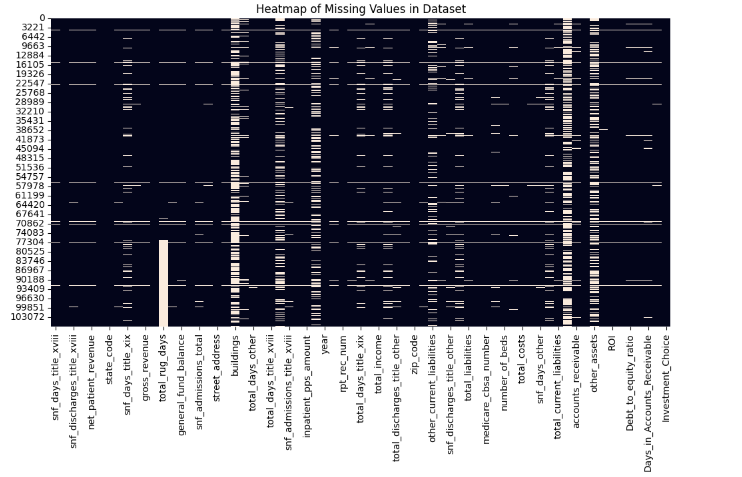 Heatmap of Missing Values in Dataset
0
3221
6442
9663
12884
16105
19326
22547
25768
28989
32210
35431
38652
41873
45094
48315
51536
54757
57978
61199
64420
67641
70862
74083
77304
80525
83746
86967
90188
93409
96630
99851
103072
snf_days_title_xviii
snf_discharges_title_xviii
net_patient_revenue
state_code
snf_days_title_xix
gross_revenue
total_rug_days
general_fund_balance
snf_admissions_total
street_address
buildings
total_days_other
total_days_title_xviii
snf_admissions_title_xviii
inpatient_pps_amount
year
rpt_rec_num
total_days_title_xix
total_income
total_discharges_title_other
zip_code
other_current_liabilities
snf_discharges_title_other
total_liabilities
medicare_cbsa_number
number_of_beds
total_costs
snf_days_other
total_current_liabilities
accounts_receivable
other_assets
ROI
Debt_to_equity_ratio
Days_in_Accounts_Receivable
Investment_Choice